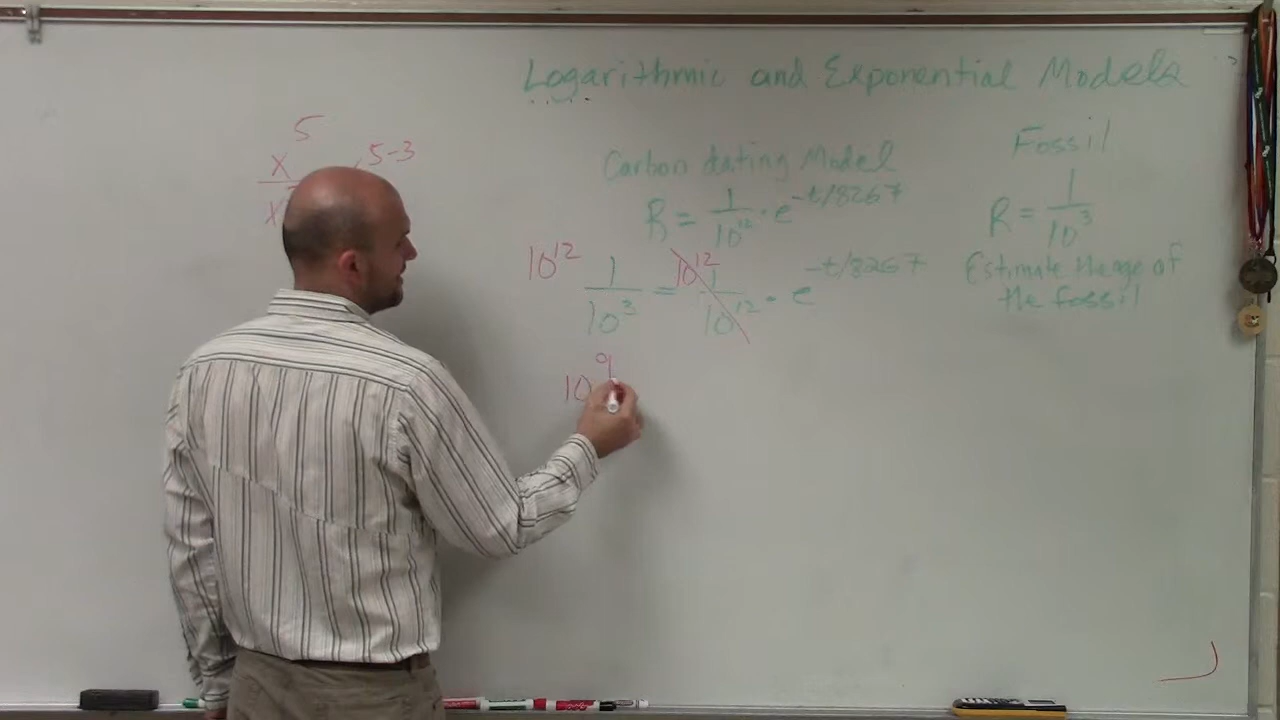 Logarithmic and Exponential Models
5
x 5-3
x
Carbon dating Model
R = 1/10^12 · e^-t/8267
Fossil
R = 1/10^3
Estimate the age of
the fossil
10^12 1/10^3 = 10^12 1/10^12 · e^-t/8267
10^9